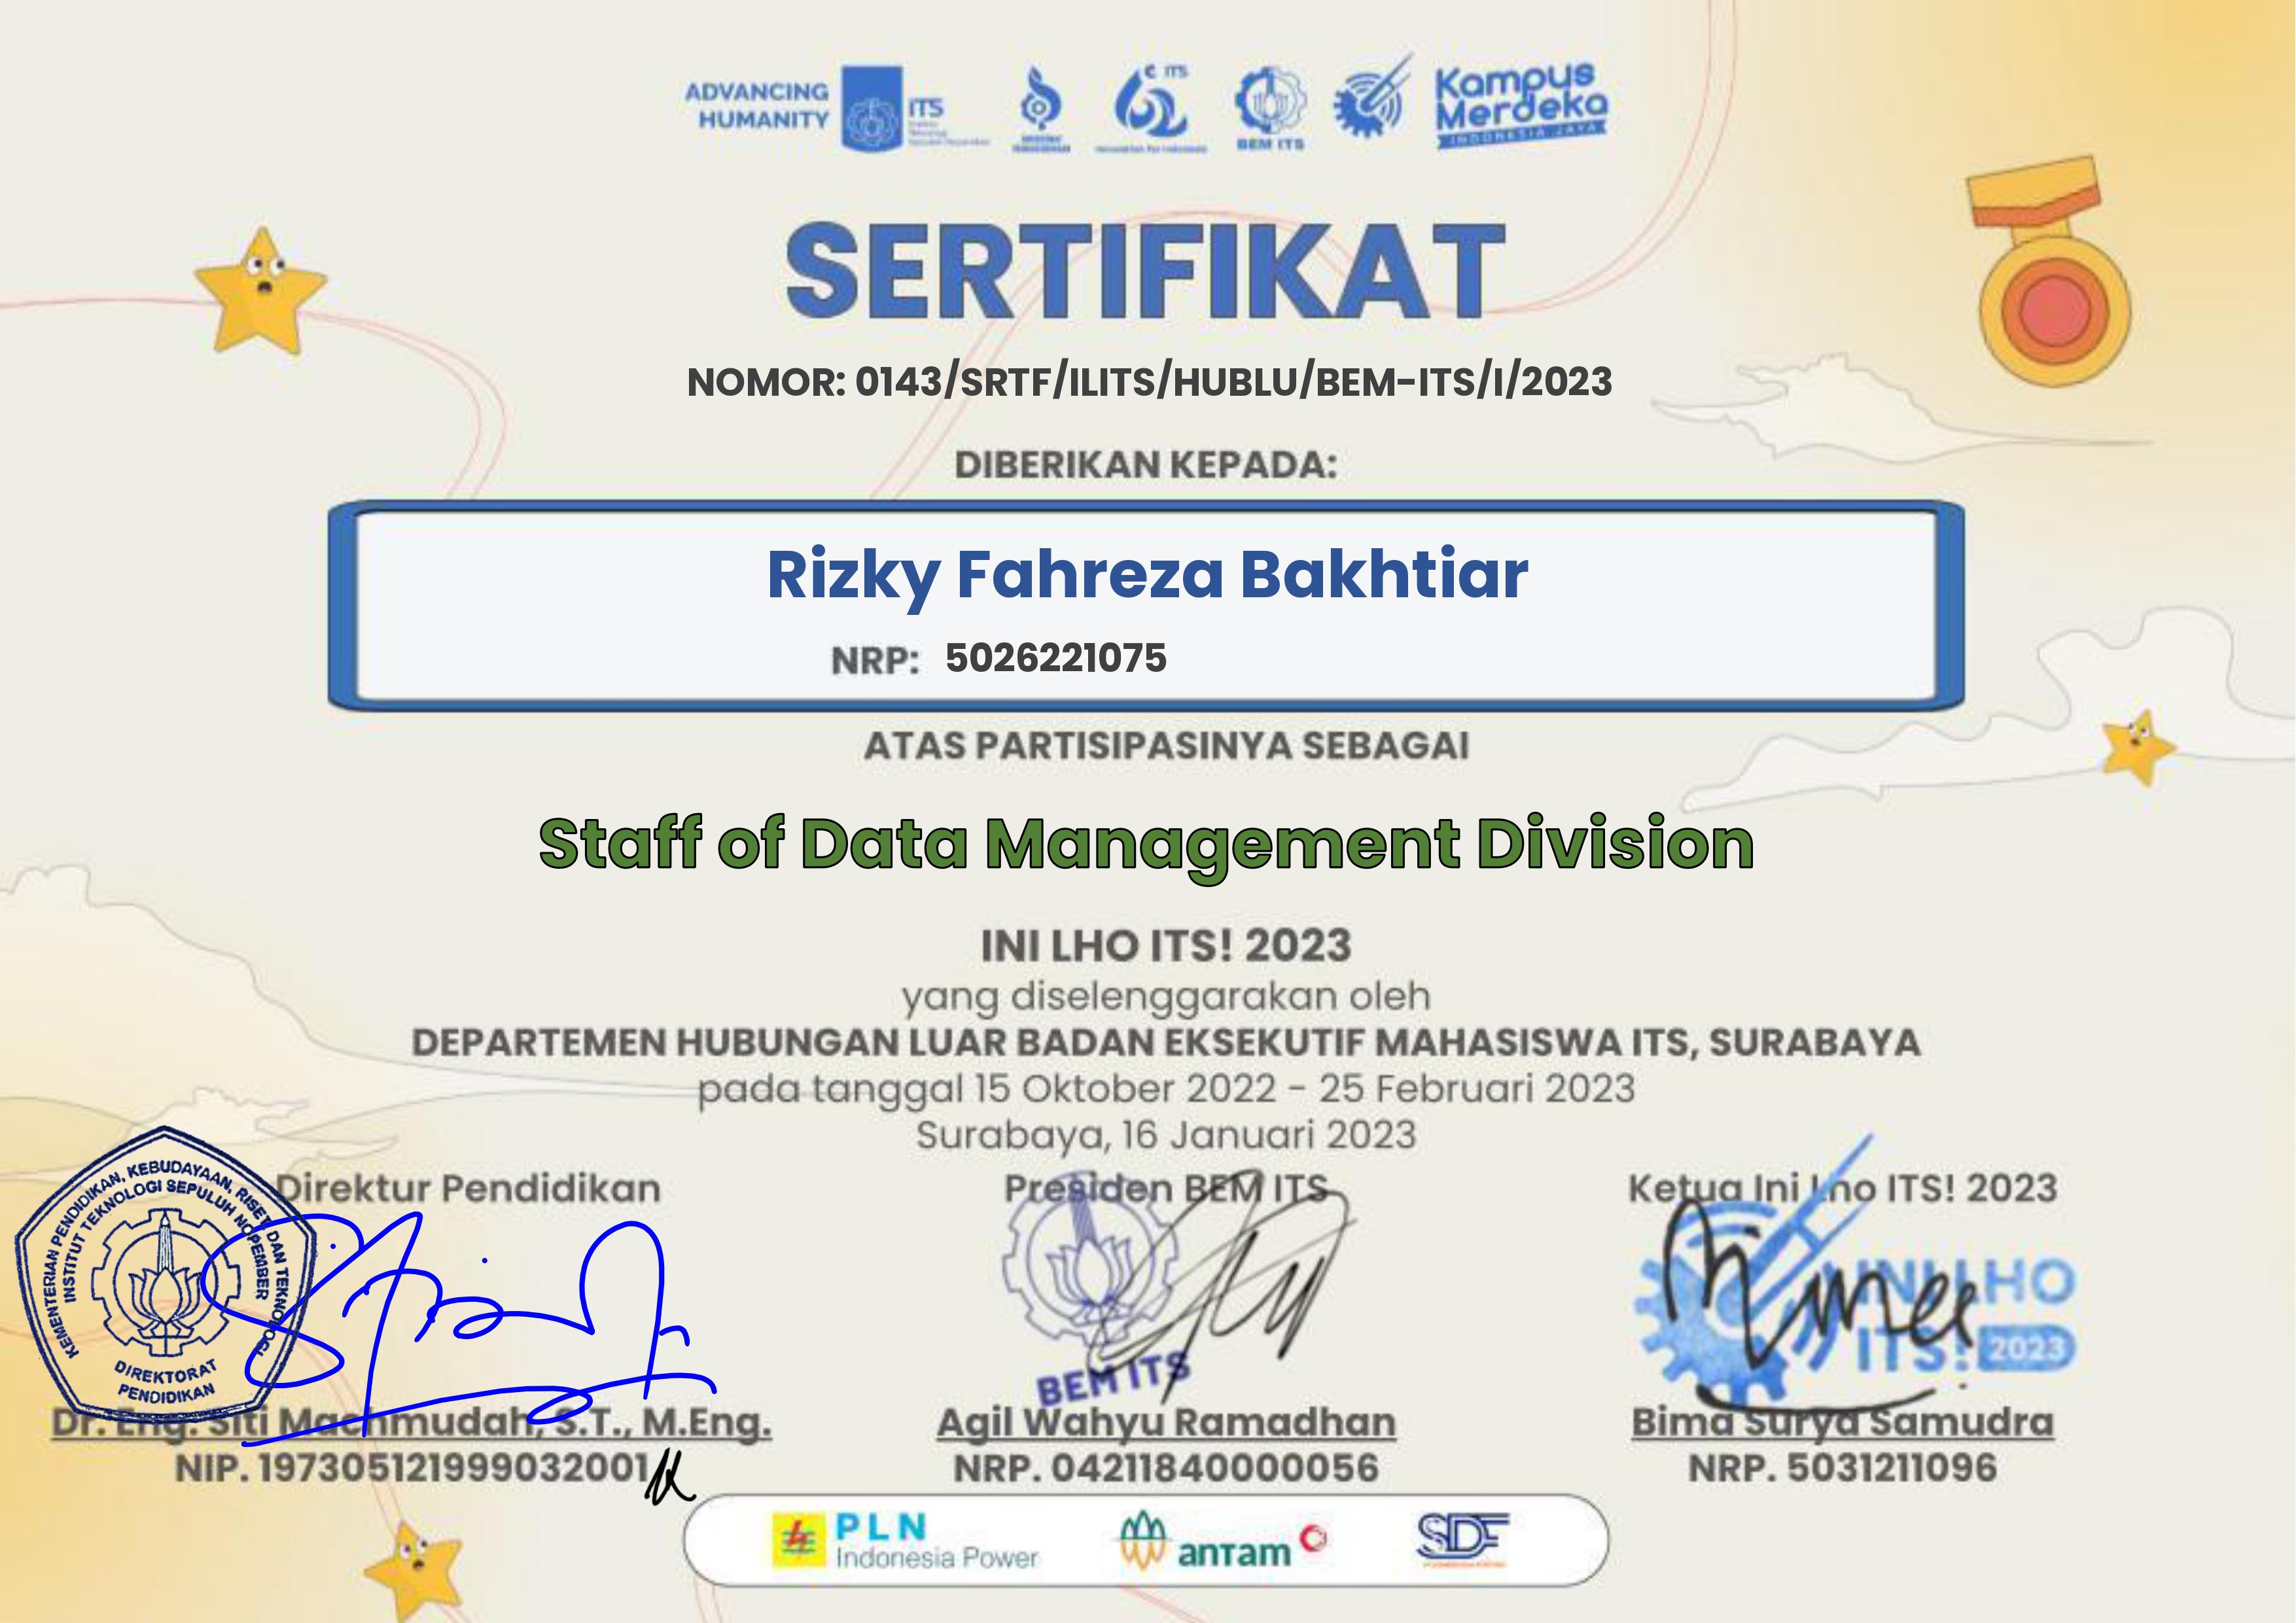 ADVANCING
HUMANITY
ITS
ITS
BEM ITS
Kampus
Merdeka
INDONESIA JAYA
SERTIFIKAT
NOMOR: 0143/SRTF/ILITS/HUBLU/BEM-ITS/I/2023
DIBERIKAN KEPADA:
Rizky Fahreza Bakhtiar
NRP: 5026221075
ATAS PARTISIPASINYA SEBAGAI
Staff of Data Management Division
INI LHO ITS! 2023
yang diselenggarakan oleh
DEPARTEMEN HUBUNGAN LUAR BADAN EKSEKUTIF MAHASISWA ITS, SURABAYA
pada tanggal 15 Oktober 2022 - 25 Februari 2023
Surabaya, 16 Januari 2023
Direktur Pendidikan
KEMENTERIAN PENDIDIKAN, KEBUDAYAAN, RISET DAN TEKNOLOGI
INSTITUT TEKNOLOGI SEPULUH NOPEMBER
DIREKTORAT
PENDIDIKAN
Dr. Eng. Siti Machmudah, S.T., M.Eng.
NIP. 197305121999032001
Presiden BEM ITS
BEM ITS
Agil Wahyu Ramadhan
NRP. 04211840000056
Ketua Ini Lho ITS! 2023
INI LHO
ITS! 2023
Bima Surya Samudra
NRP. 5031211096
PLN
Indonesia Power
antam
SDF